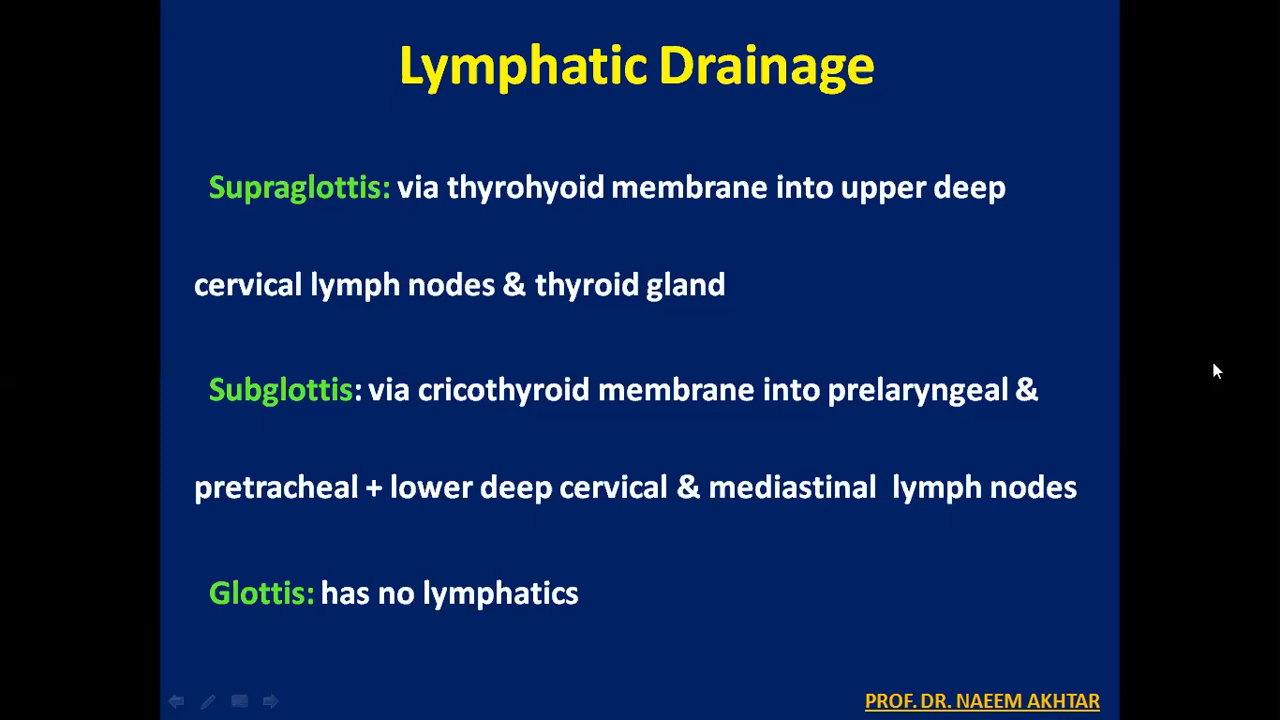 Lymphatic Drainage
Supraglottis: via thyrohyoid membrane into upper deep
cervical lymph nodes & thyroid gland
Subglottis: via cricothyroid membrane into prelaryngeal &
pretracheal + lower deep cervical & mediastinal lymph nodes
Glottis: has no lymphatics
PROF. DR. NAEEM AKHTAR